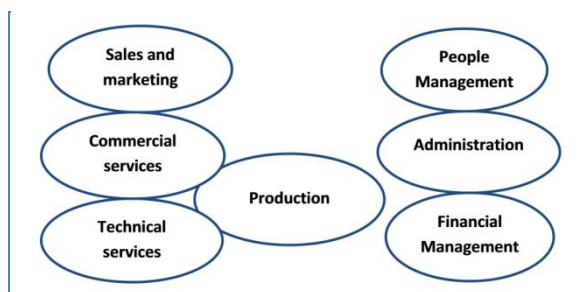 Sales and
marketing
People
Management
Commercial
services
Administration
Production
Technical
services
Financial
Management